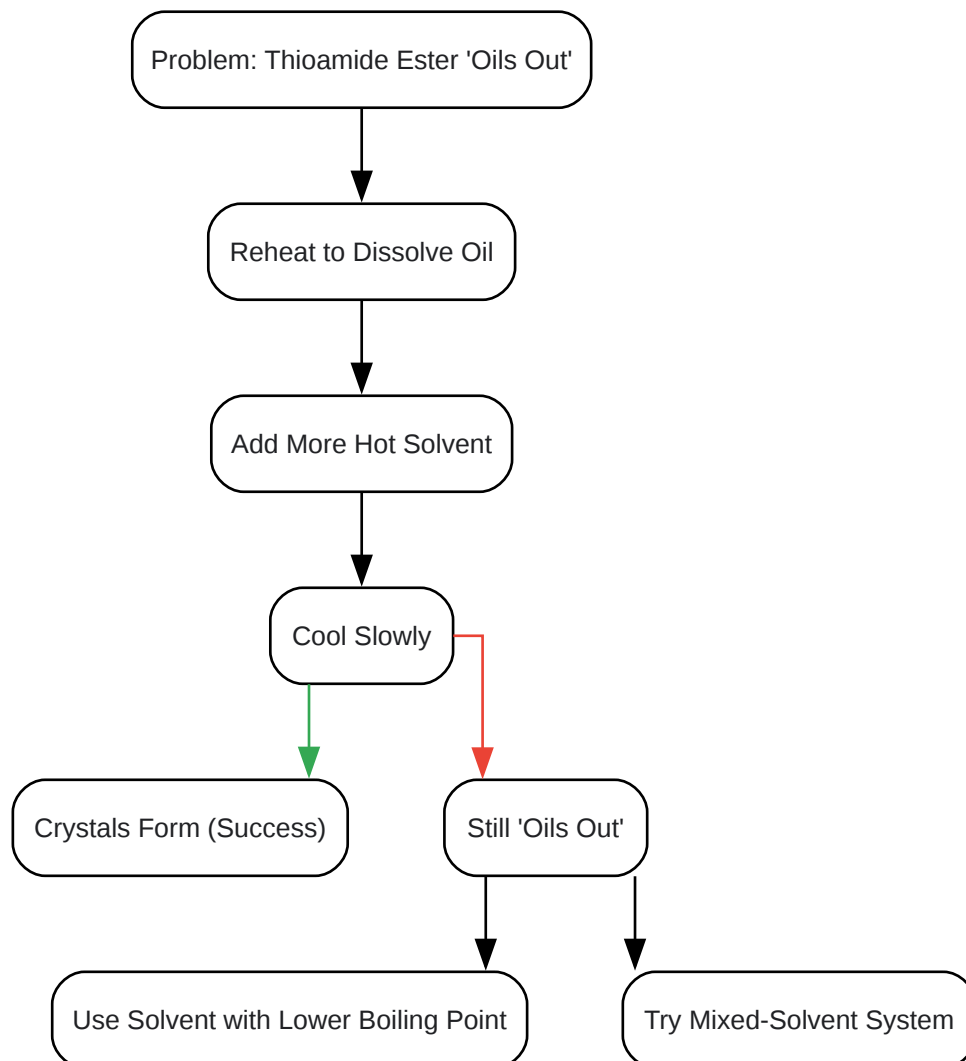 Problem: Thioamide Ester 'Oils Out'
Reheat to Dissolve Oil
Add More Hot Solvent
Cool Slowly
Crystals Form (Success)
Still 'Oils Out'
Use Solvent with Lower Boiling Point
Try Mixed-Solvent System